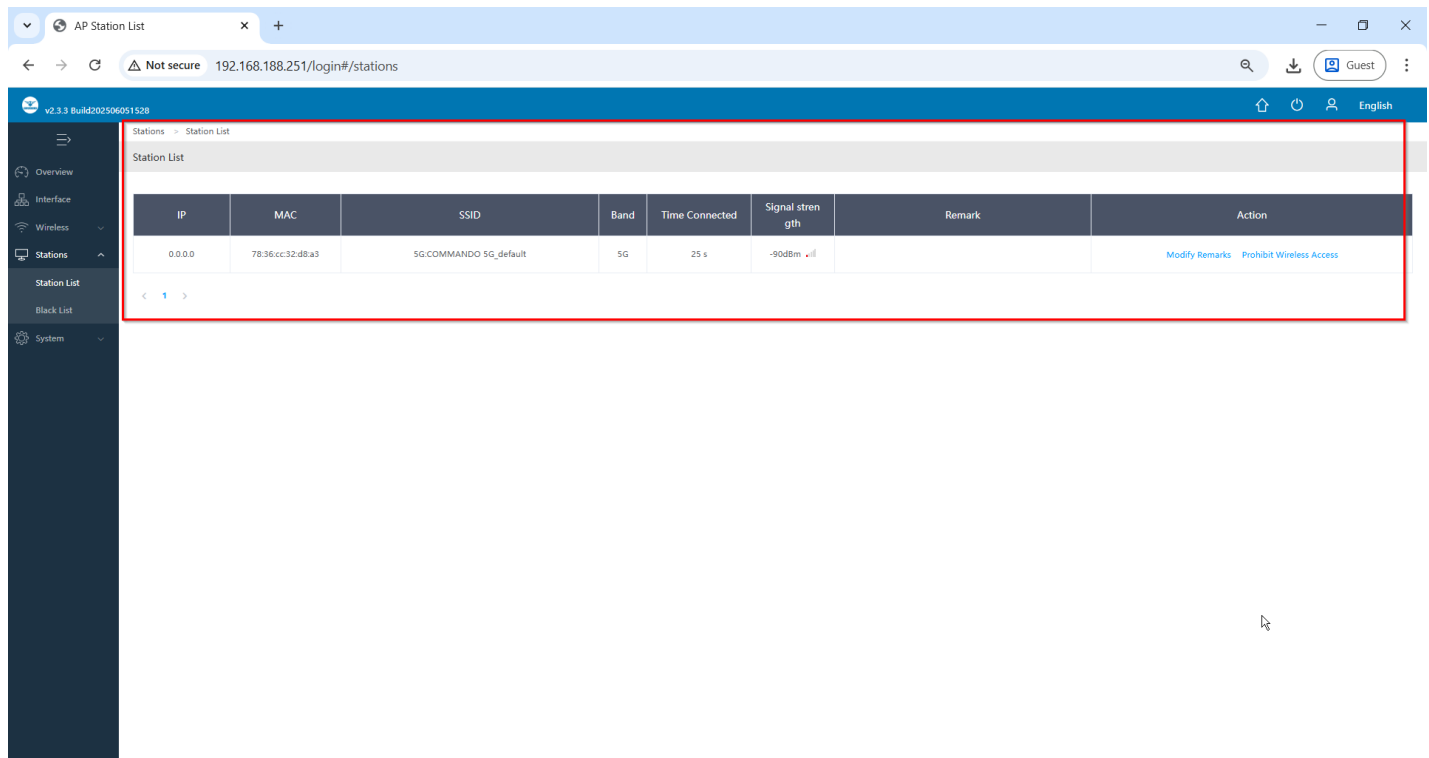 AP Station List
Not secure 192.168.188.251/login#/stations
Guest
v2.3.3 Build202506051528
English
Stations > Station List
Station List
Overview
Interface
Wireless
Stations
Station List
Black List
System
IP MAC SSID Band Time Connected Signal stren
gth Remark Action
0.0.0.0 78:36:cc:32:d8:a3 5G:COMMANDO 5G_default 5G 25 s -90dBm Modify Remarks Prohibit Wireless Access
< 1 >